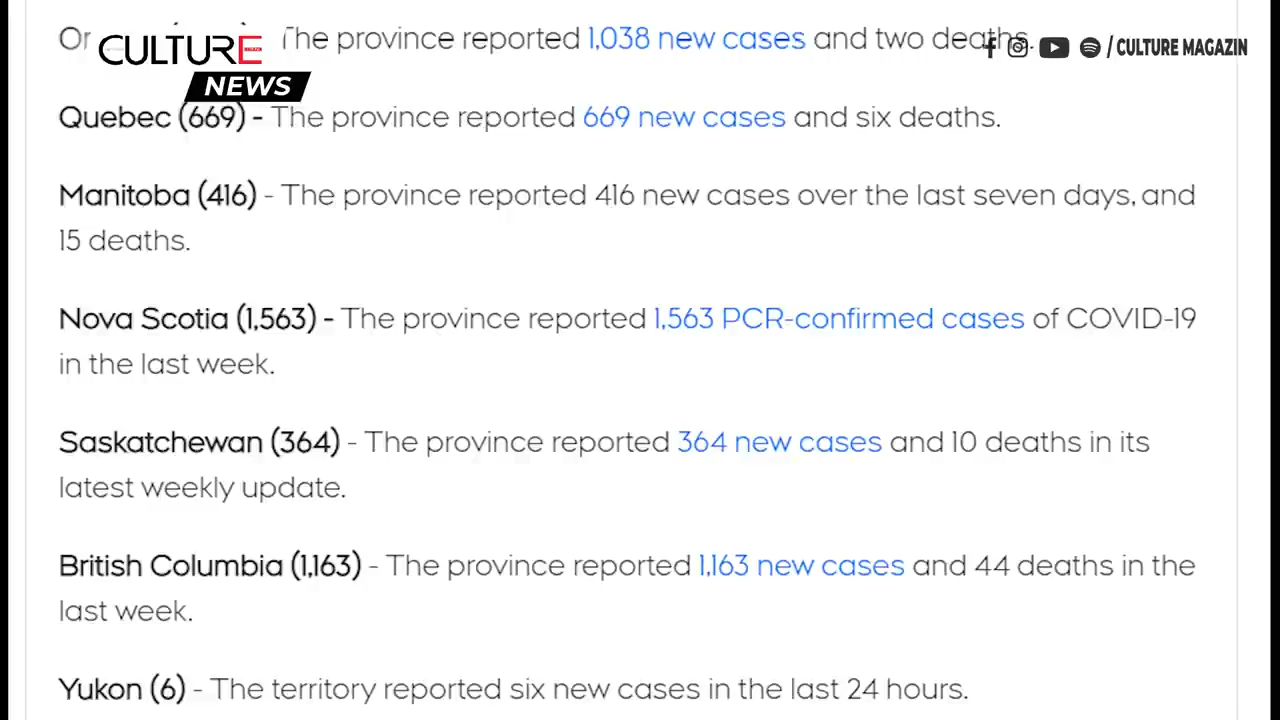 Or The province reported 1,038 new cases and two deaths.
CULTURE
NEWS
/ CULTURE MAGAZIN
Quebec (669) - The province reported 669 new cases and six deaths.
Manitoba (416) - The province reported 416 new cases over the last seven days, and
15 deaths.
Nova Scotia (1,563) - The province reported 1,563 PCR-confirmed cases of COVID-19
in the last week.
Saskatchewan (364) - The province reported 364 new cases and 10 deaths in its
latest weekly update.
British Columbia (1,163) - The province reported 1,163 new cases and 44 deaths in the
last week.
Yukon (6) - The territory reported six new cases in the last 24 hours.